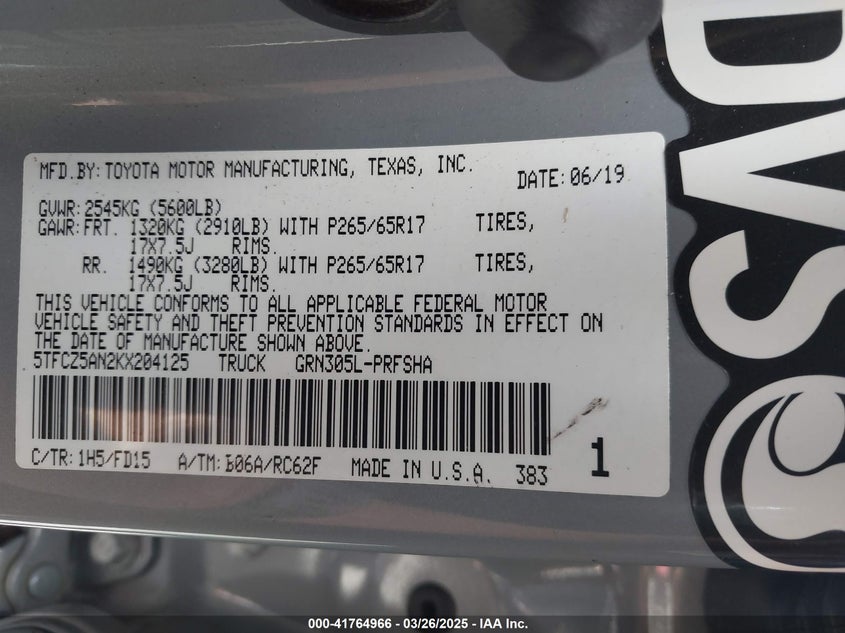 MFD.BY: TOYOTA MOTOR MANUFACTURING, TEXAS, INC.
DATE: 06/19
GVWR: 2545KG (5600LB)
GAWR: FRT. 1320KG (2910LB) WITH P265/65R17 TIRES,
17X7.5J RIMS.
RR. 1490KG (3280LB) WITH P265/65R17 TIRES,
17X7.5J RIMS.
THIS VEHICLE CONFORMS TO ALL APPLICABLE FEDERAL MOTOR
VEHICLE SAFETY AND THEFT PREVENTION STANDARDS IN EFFECT ON
THE DATE OF MANUFACTURE SHOWN ABOVE.
5TFCZ5AN2KX204125 TRUCK GRN305L-PRFSHA
C/TR: 1H5/FD15 A/TM: B06A/RC62F MADE IN U.S.A. 383
1
000-41764966 - 03/26/2025 - IAA Inc.